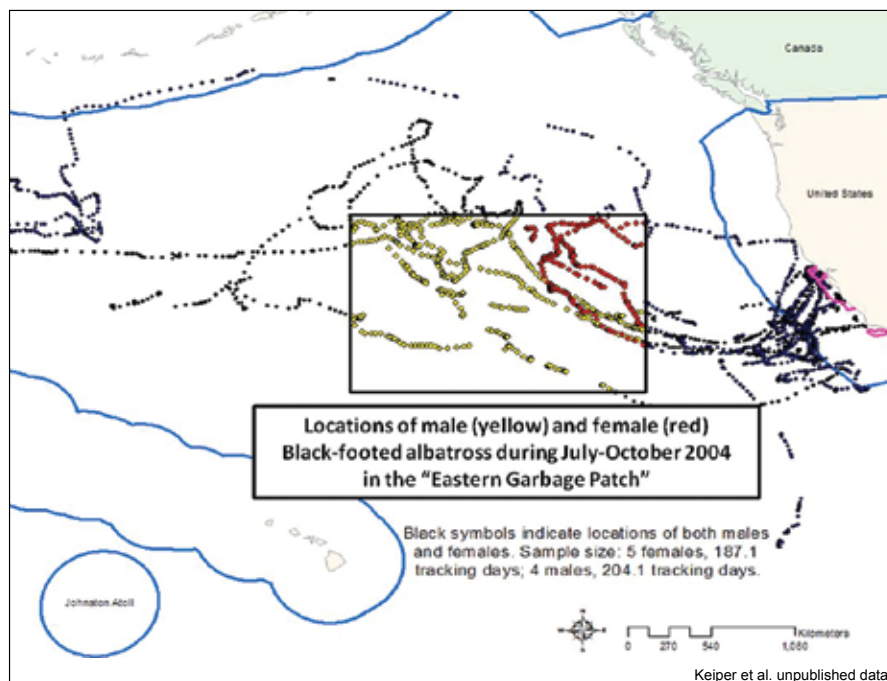 Canada
United States
Locations of male (yellow) and female (red)
Black-footed albatross during July-October 2004
in the “Eastern Garbage Patch”
Black symbols indicate locations of both males
and females. Sample size: 5 females, 187.1
tracking days; 4 males, 204.1 tracking days.
Johnston Atoll
Kilometers
0 270 540 1,080
Keiper et al. unpublished data